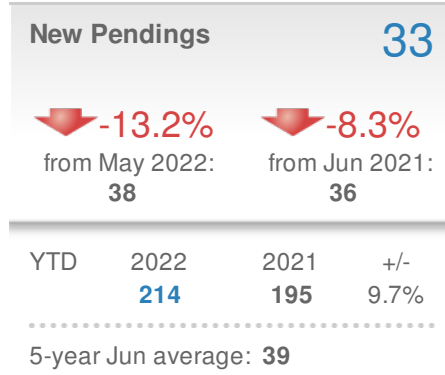 New Pendings 33
-13.2% -8.3%
from May 2022: from Jun 2021:
38 36
YTD 2022 2021 +/-
214 195 9.7%
5-year Jun average: 39